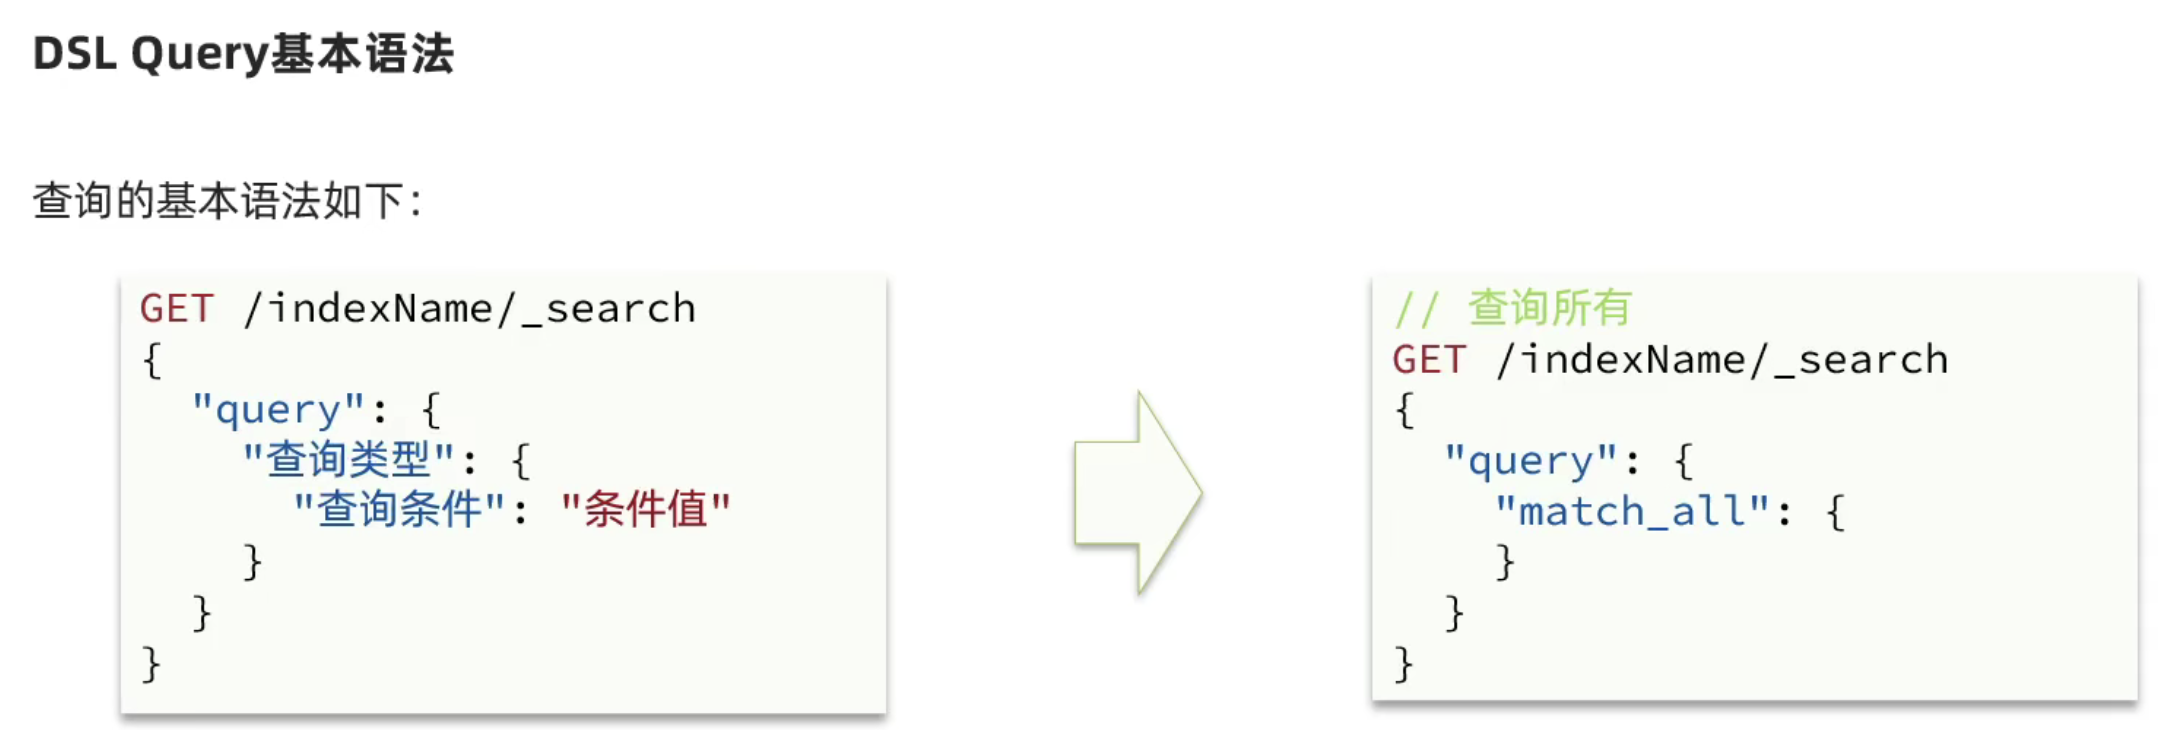 DSL Query基本语法
查询的基本语法如下：
GET /indexName/_search
{
  "query": {
    "查询类型": {
      "查询条件": "条件值"
    }
  }
}
// 查询所有
GET /indexName/_search
{
  "query": {
    "match_all": {
    }
  }
}